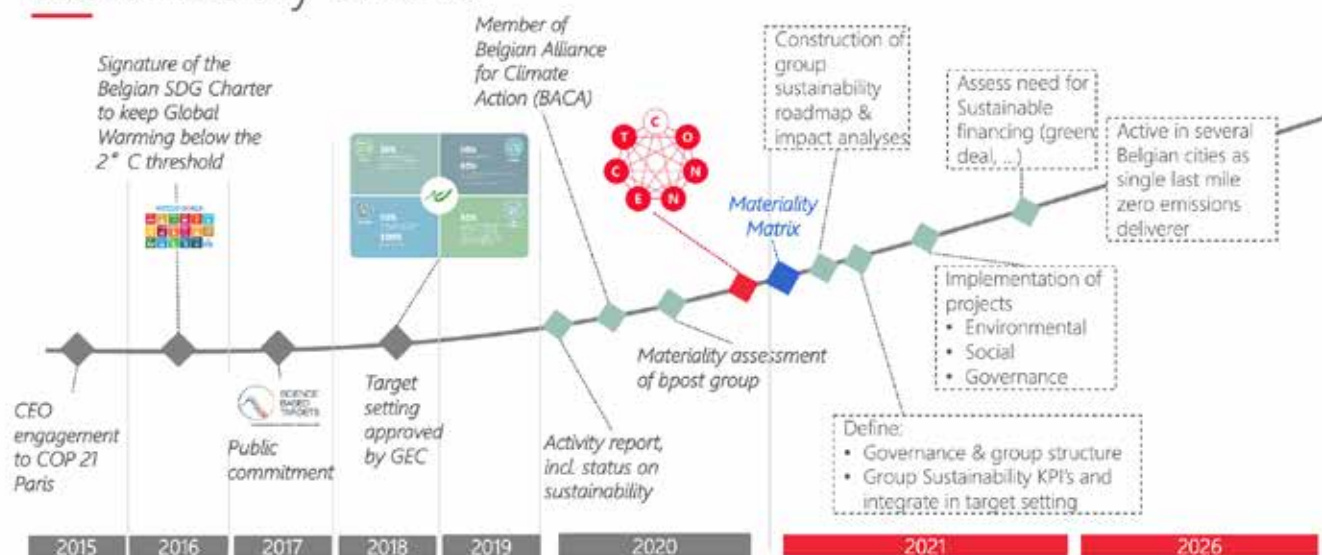 Signature of the
Belgian SDG Charter
to keep Global
Warming below the
2° C threshold
Member of
Belgian Alliance
for Climate
Action (BACA)
C
O
N
N
E
C
T
Materiality
Matrix
Construction of
group
sustainability
roadmap &
impact analyses
Assess need for
Sustainable
financing (green
deal, ...)
Active in several
Belgian cities as
single last mile
zero emissions
deliverer
CEO
engagement
to COP 21
Paris
SCIENCE
BASED
TARGETS
Public
commitment
Target
setting
approved
by GEC
Activity report,
incl. status on
sustainability
Materiality assessment
of bpost group
Implementation of
projects
• Environmental
• Social
• Governance
Define:
• Governance & group structure
• Group Sustainability KPI's and
integrate in target setting
2015
2016
2017
2018
2019
2020
2021
2026